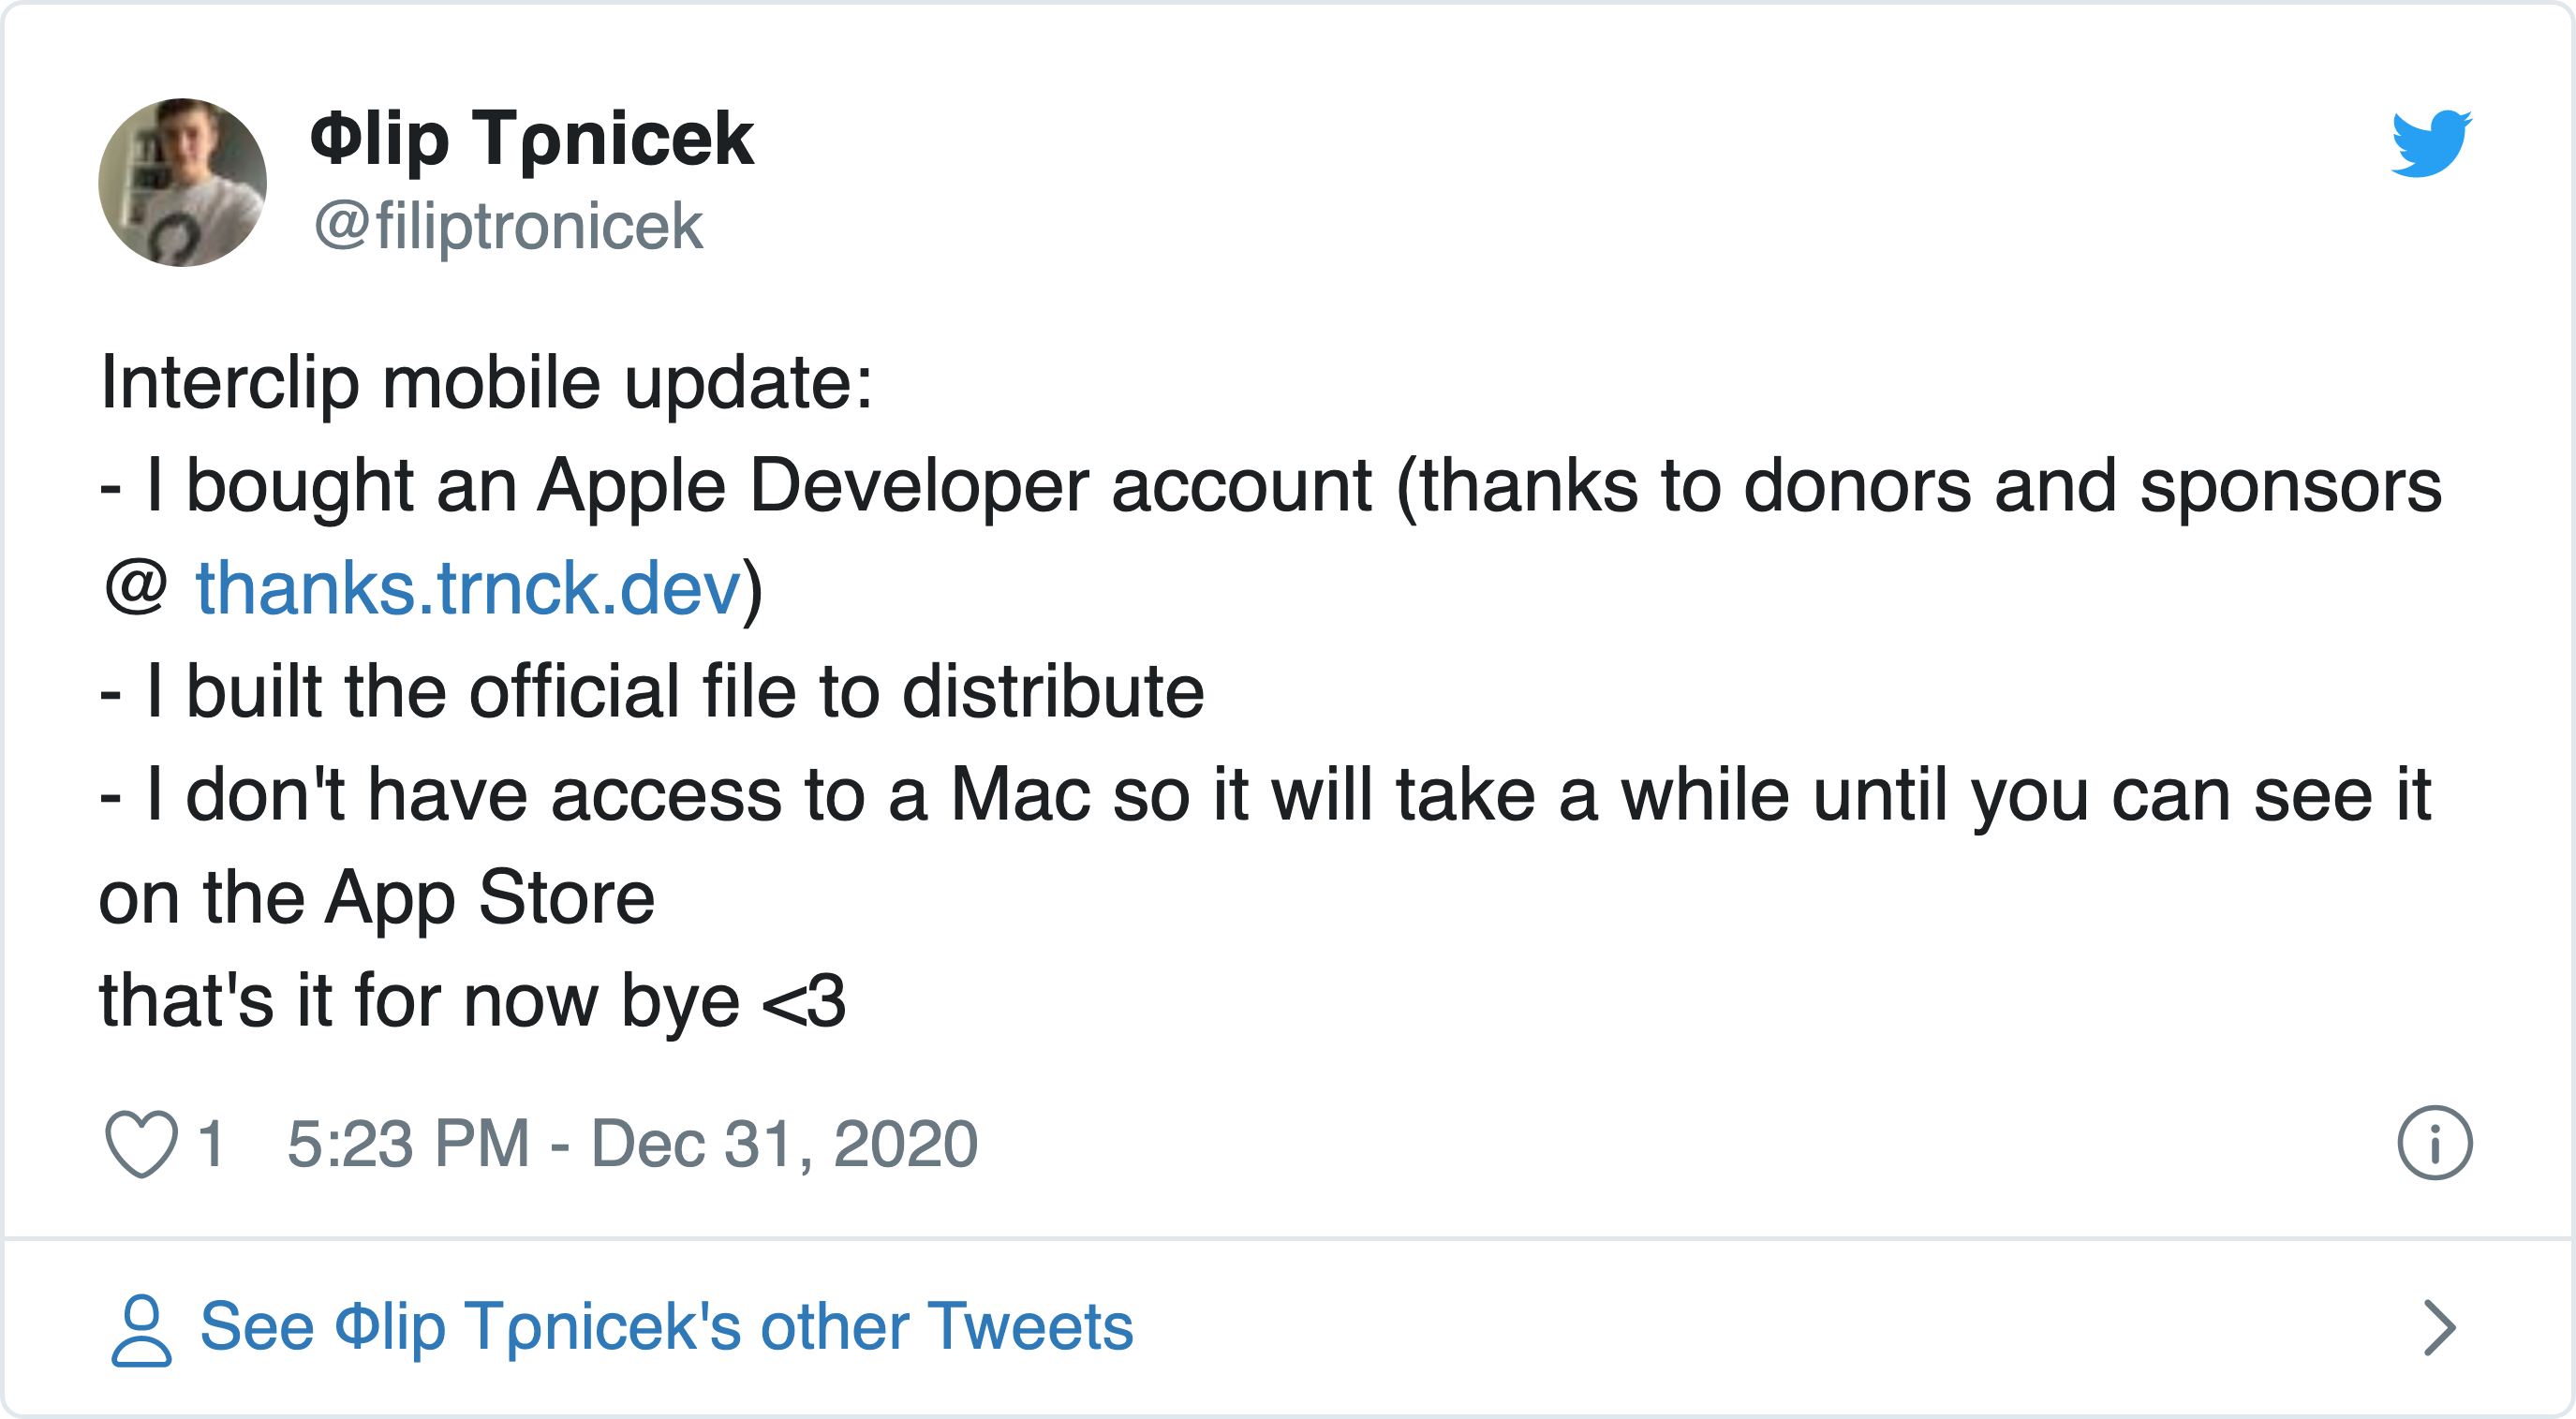 Φlip Tρnicek
@filiptronicek
Interclip mobile update:
- I bought an Apple Developer account (thanks to donors and sponsors
@ thanks.trnck.dev)
- I built the official file to distribute
- I don't have access to a Mac so it will take a while until you can see it
on the App Store
that's it for now bye <3
1 5:23 PM - Dec 31, 2020
See Φlip Tρnicek's other Tweets